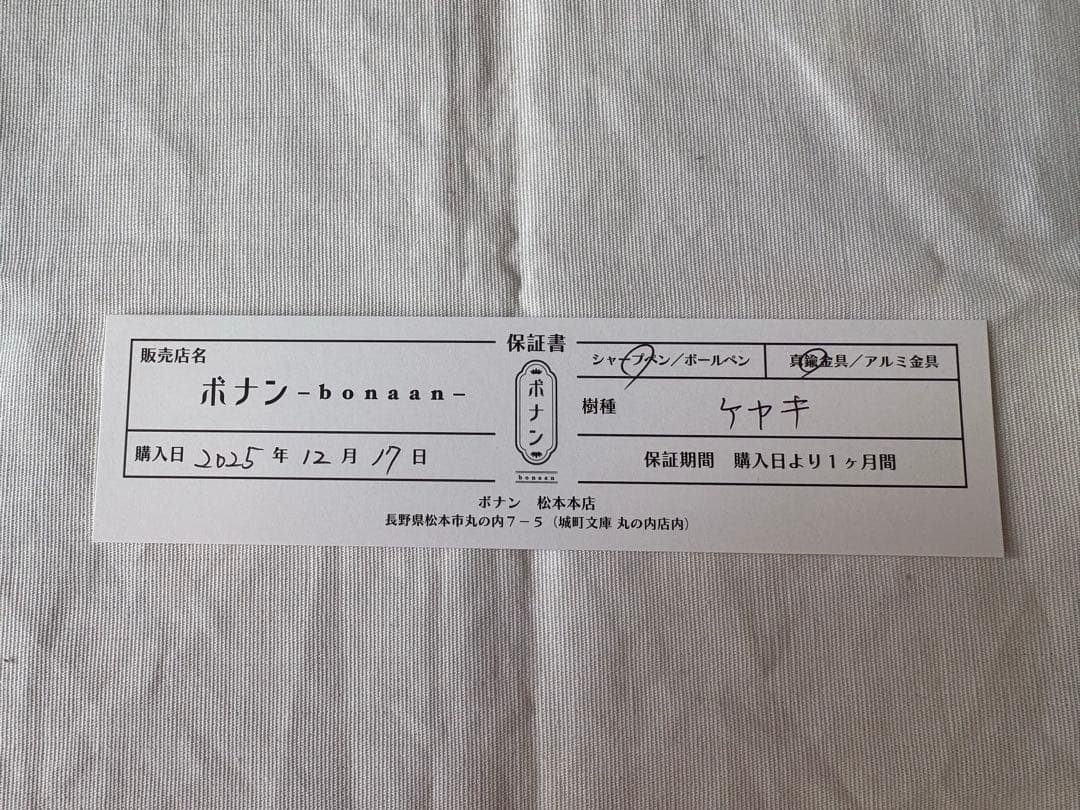 保証書
販売店名
ボナン-bonaan-
購入日 2025 年 12 月 17 日
ボナン
bonaan
シャープペン/ボールペン
真鍮金具/アルミ金具
樹種 ケヤキ
保証期間 購入日より1ヶ月間
ボナン 松本本店
長野県松本市丸の内7-5(城町文庫 丸の内店内)